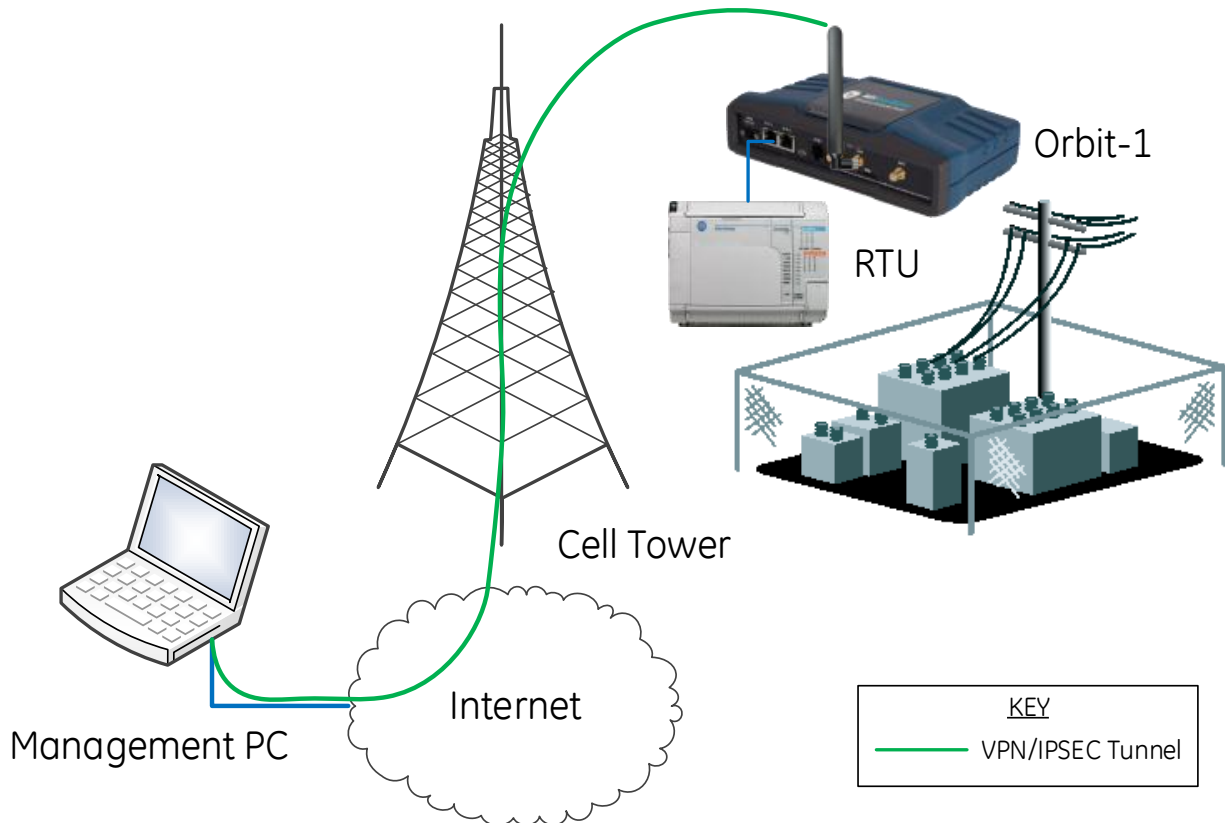 Orbit-1
RTU
Cell Tower
Internet
Management PC
KEY
VPN/IPSEC Tunnel